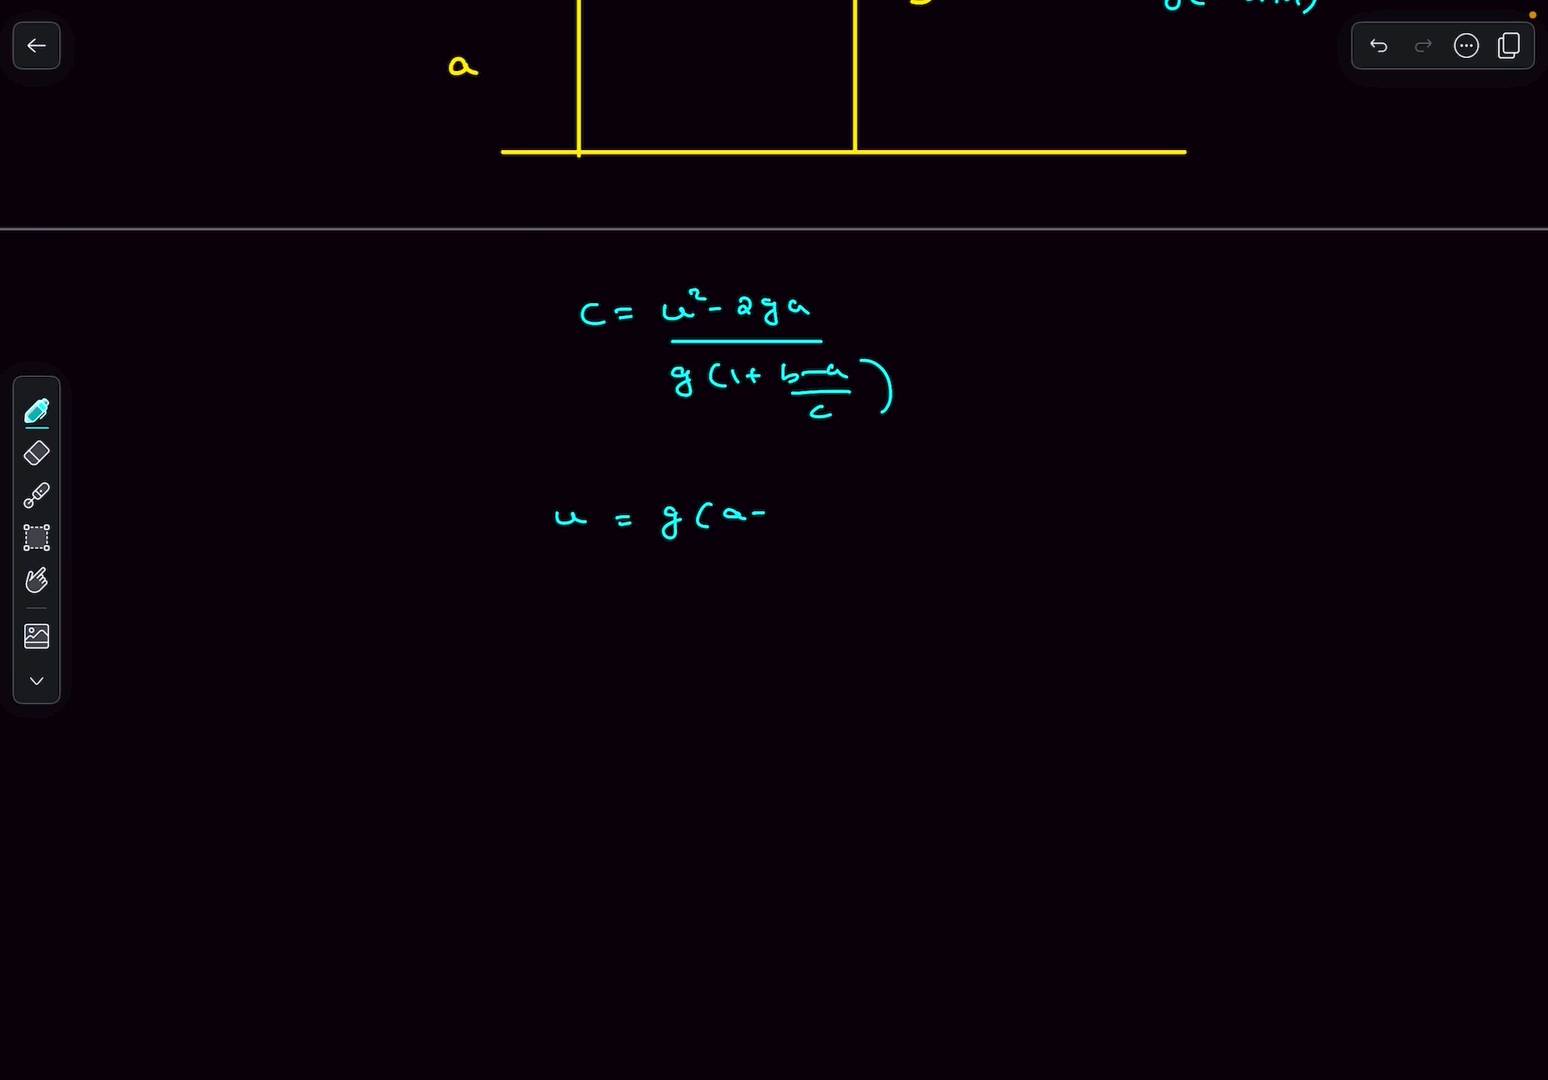 a
C = u² - 2ga
g (1 + b-a
c )
u = g (a-